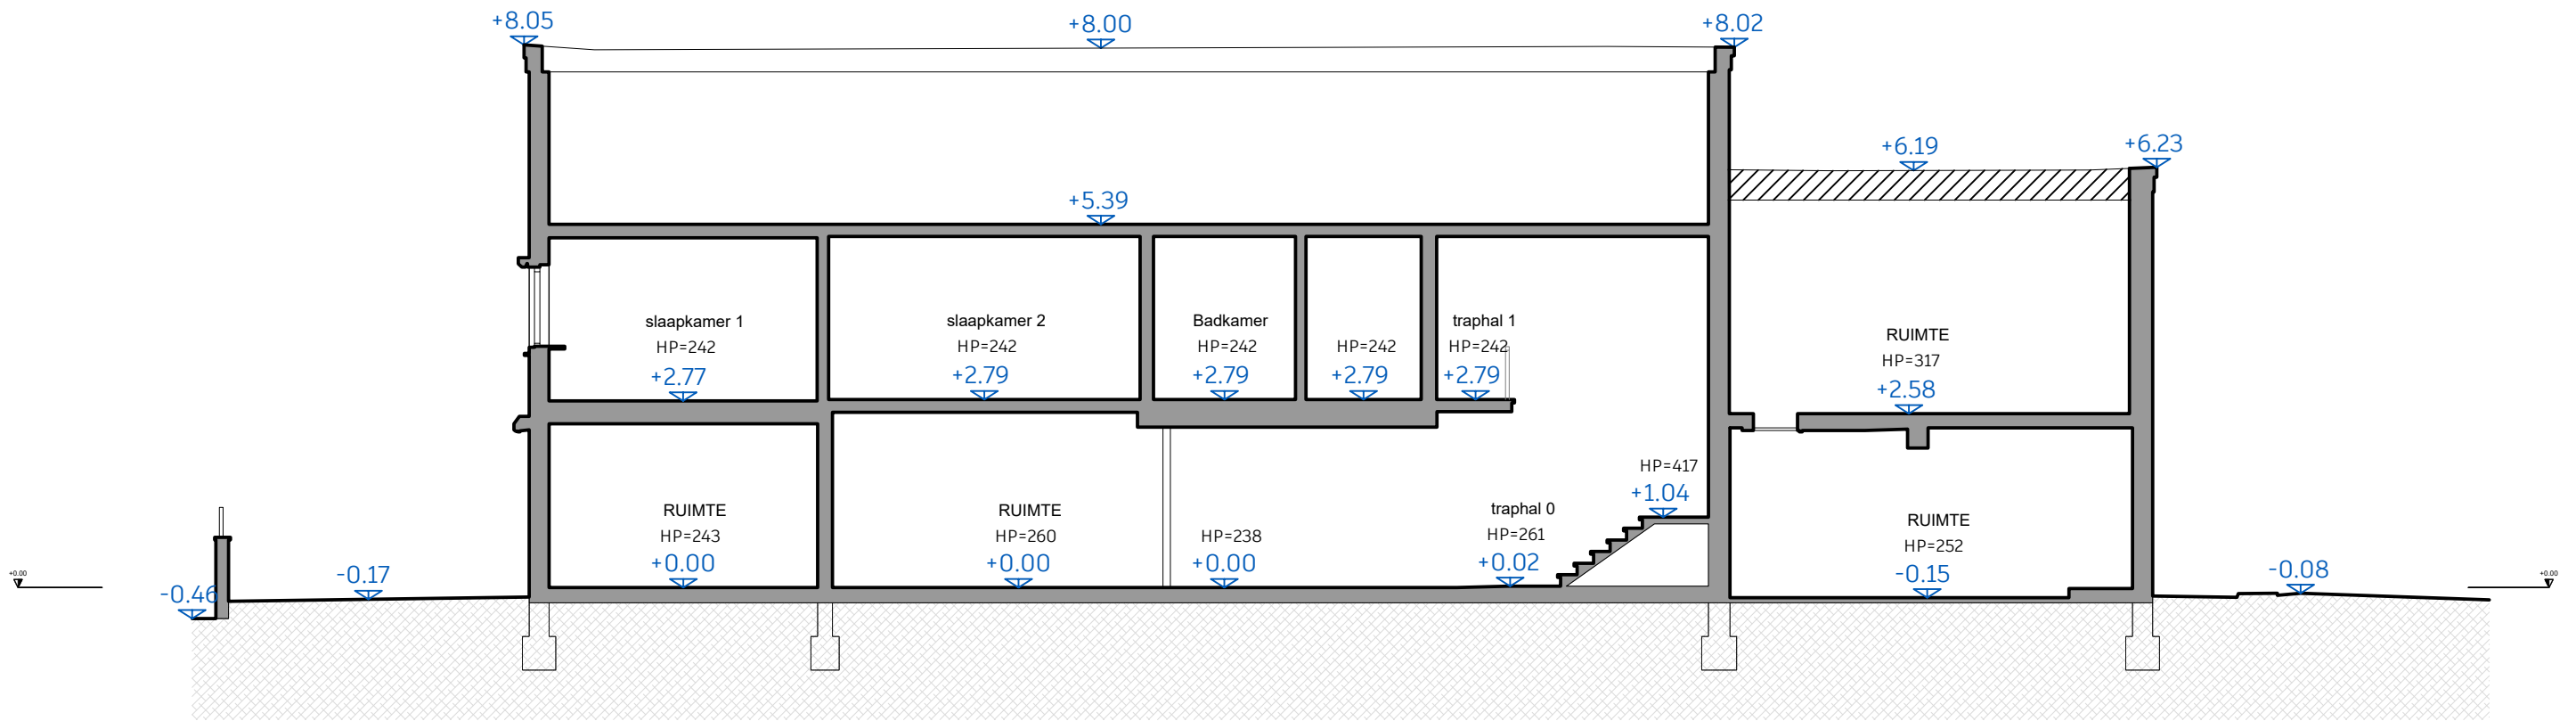 +8.05
+8.00
+8.02
+6.19
+6.23
+5.39
slaapkamer 1
HP=242
+2.77
slaapkamer 2
HP=242
+2.79
Badkamer
HP=242
+2.79
HP=242
+2.79
traphal 1
HP=242
+2.79
RUIMTE
HP=317
+2.58
RUIMTE
HP=243
+0.00
RUIMTE
HP=260
+0.00
HP=238
+0.00
traphal 0
HP=261
+0.02
HP=417
+1.04
RUIMTE
HP=252
-0.15
+0.00
-0.46
-0.17
-0.08
+0.00